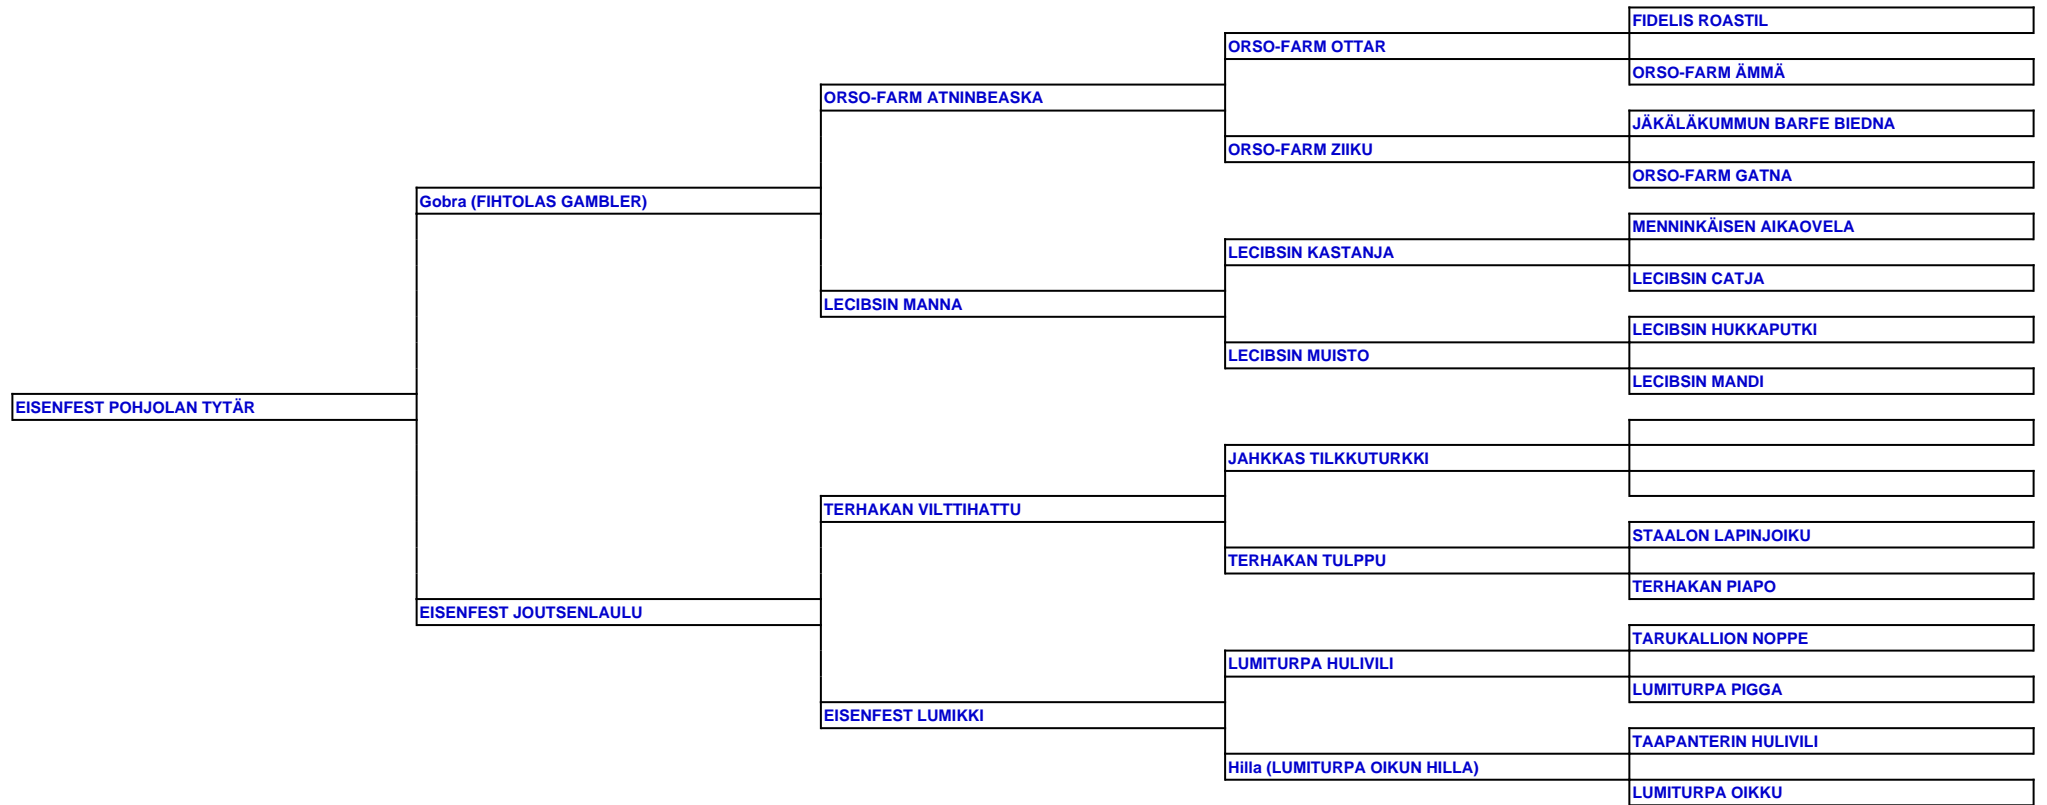 FIDELIS ROASTIL
ORSO-FARM OTTAR
ORSO-FARM ÄMMÄ
ORSO-FARM ATNINBEASKA
JÄKÄLÄKUMMUN BARFE BIEDNA
ORSO-FARM ZIIKU
ORSO-FARM GATNA
Gobra (FIHTOLAS GAMBLER)
MENNINKÄISEN AIKAOVELA
LECIBSIN KASTANJA
LECIBSIN CATJA
LECIBSIN MANNA
LECIBSIN HUKKAPUTKI
LECIBSIN MUISTO
LECIBSIN MANDI
EISENFEST POHJOLAN TYTÄR
JAHKKAS TILKKUTURKKI
TERHAKAN VILTTIHATTU
STAALON LAPINJOIKU
TERHAKAN TULPPU
TERHAKAN PIAPO
EISENFEST JOUTSENLAULU
TARUKALLION NOPPE
LUMITURPA HULIVILI
LUMITURPA PIGGA
EISENFEST LUMIKKI
TAAPANTERIN HULIVILI
Hilla (LUMITURPA OIKUN HILLA)
LUMITURPA OIKKU